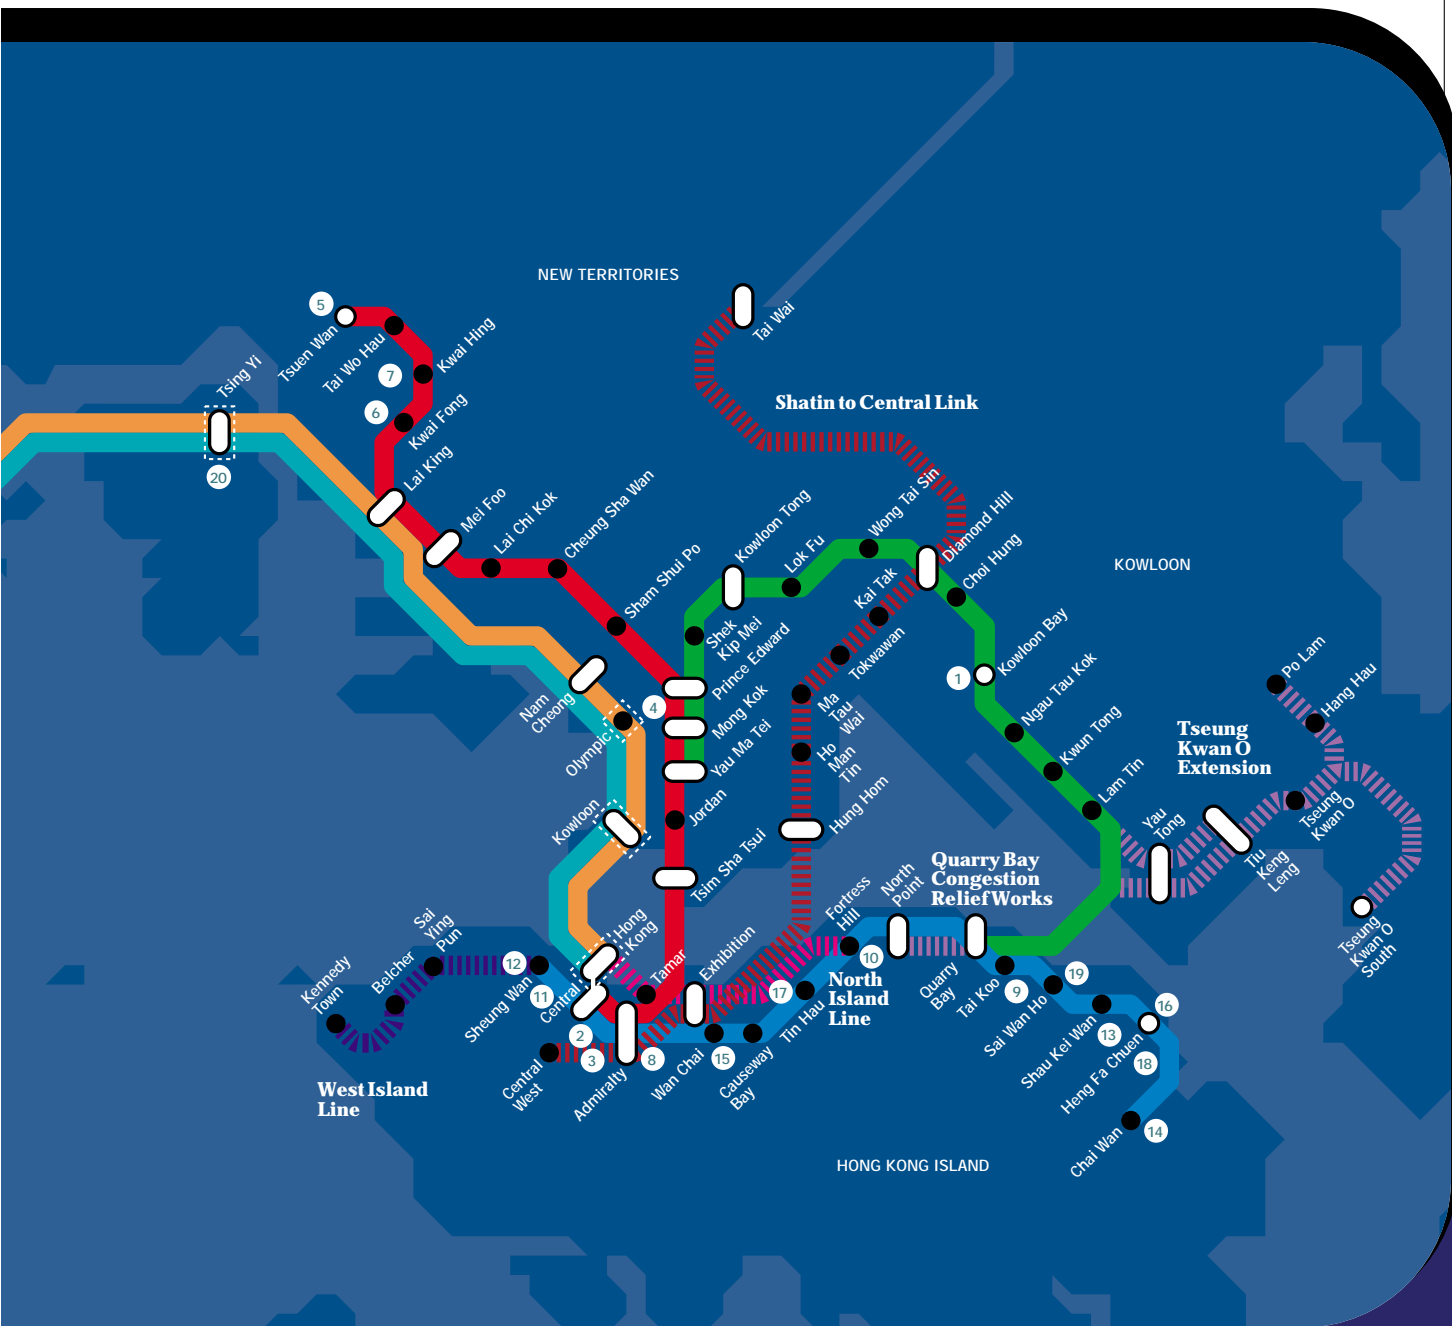 NEW TERRITORIES
5
Tsuen Wan
Tai Wo Hau
Kwai Hing
7
6
Kwai Fong
Tsing Yi
20
Lai King
Mei Foo
Lai Chi Kok
Cheung Sha Wan
Sham Shui Po
Tai Wai
Shatin to Central Link
Kowloon Tong
Lok Fu
Wong Tai Sin
Diamond Hill
Choi Hung
KOWLOON
Shek
Kip Mei
Prince Edward
Mong Kok
Yau Ma Tei
4
Kai Tak
Tokwawan
Ma
Tau
Wai
Ho
Man
Tin
Hung Hom
1
Kowloon Bay
Ngau Tau Kok
Kwun Tong
Lam Tin
Po Lam
Hang Hau
Tseung
Kwan O
Extension
Yau
Tong
Tiu
Keng
Leng
Tseung
Kwan O
Tseung
Kwan O
South
Nam
Cheong
Olympic
Kowloon
Jordan
Tsim Sha Tsui
Quarry Bay
Congestion
Relief Works
North
Point
Fortress
Hill
10
Quarry
Bay
Hong
Kong
Tamar
Exhibition
17
North
Island
Line
Tin Hau
Sai
Ying
Pun
Belcher
Kennedy
Town
12
Sheung Wan
11
Central
2
3
Central
West
Admiralty
8
Wan Chai
15
Causeway
Bay
Tai Koo
9
Sai Wan Ho
19
Shau Kei Wan
13
16
Heng Fa Chuen
18
Chai Wan
14
West Island
Line
HONG KONG ISLAND